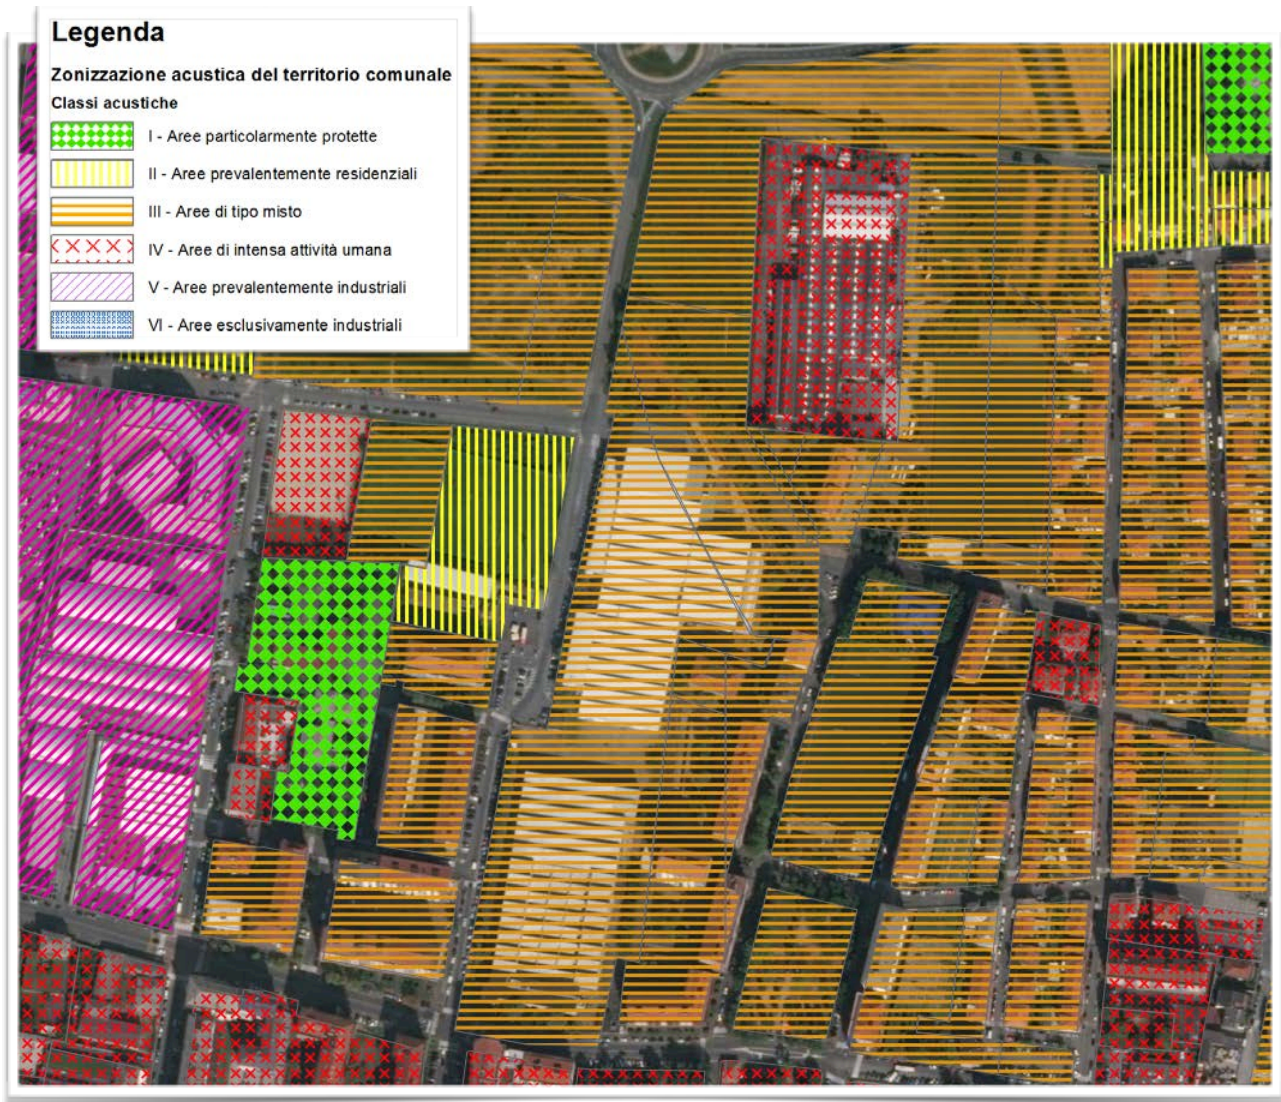 Legenda
Zonizzazione acustica del territorio comunale
Classi acustiche
I - Aree particolarmente protette
II - Aree prevalentemente residenziali
III - Aree di tipo misto
IV - Aree di intensa attività umana
V - Aree prevalentemente industriali
VI - Aree esclusivamente industriali